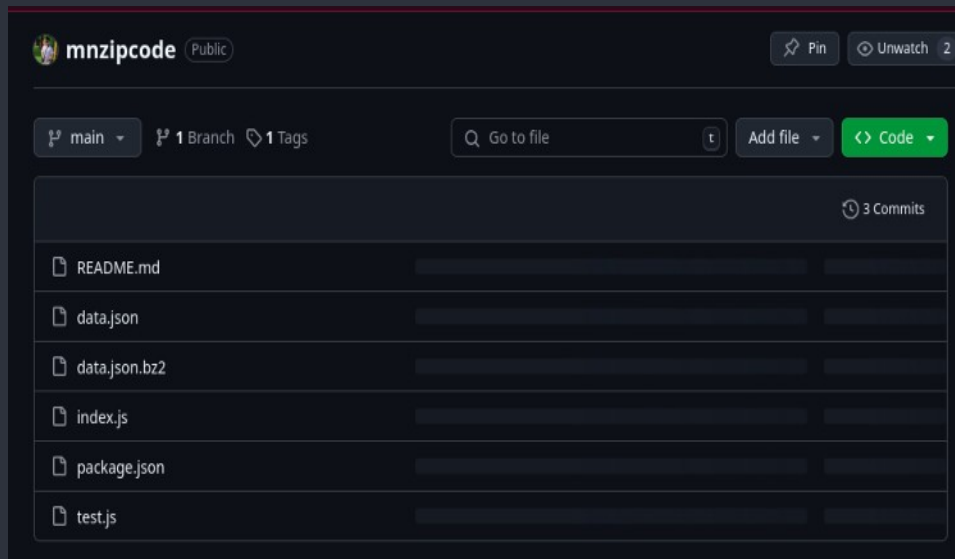 mnzipcode Public Pin Unwatch 2
main 1 Branch 1 Tags Go to file t Add file Code
3 Commits
README.md
data.json
data.json.bz2
index.js
package.json
test.js